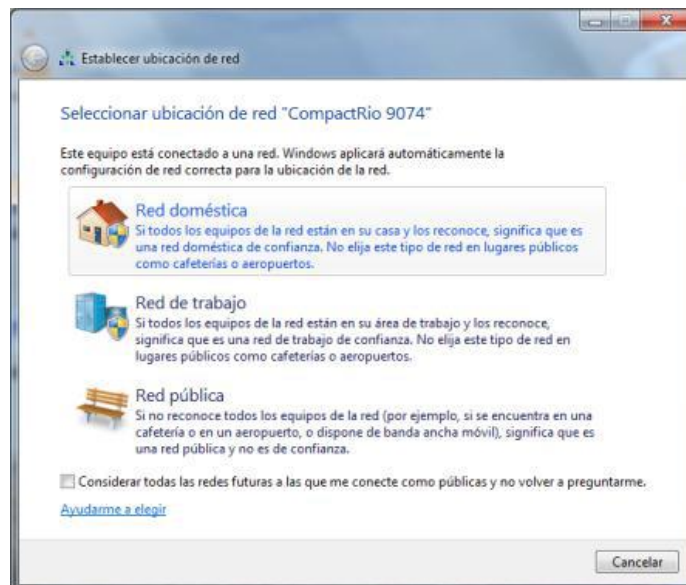 Establecer ubicación de red
Seleccionar ubicación de red "CompactRio 9074"
Este equipo está conectado a una red. Windows aplicará automáticamente la
configuración de red correcta para la ubicación de la red.
Red doméstica
Si todos los equipos de la red están en su casa y los reconoce, significa que es
una red doméstica de confianza. No elija este tipo de red en lugares públicos
como cafeterías o aeropuertos.
Red de trabajo
Si todos los equipos de la red están en su área de trabajo y los reconoce,
significa que es una red de trabajo de confianza. No elija este tipo de red en
lugares públicos como cafeterías o aeropuertos.
Red pública
Si no reconoce todos los equipos de la red (por ejemplo, si se encuentra en una
cafetería o en un aeropuerto, o dispone de banda ancha móvil), significa que es
una red pública y no es de confianza.
Considerar todas las redes futuras a las que me conecte como públicas y no volver a preguntarme.
Ayudarme a elegir
Cancelar